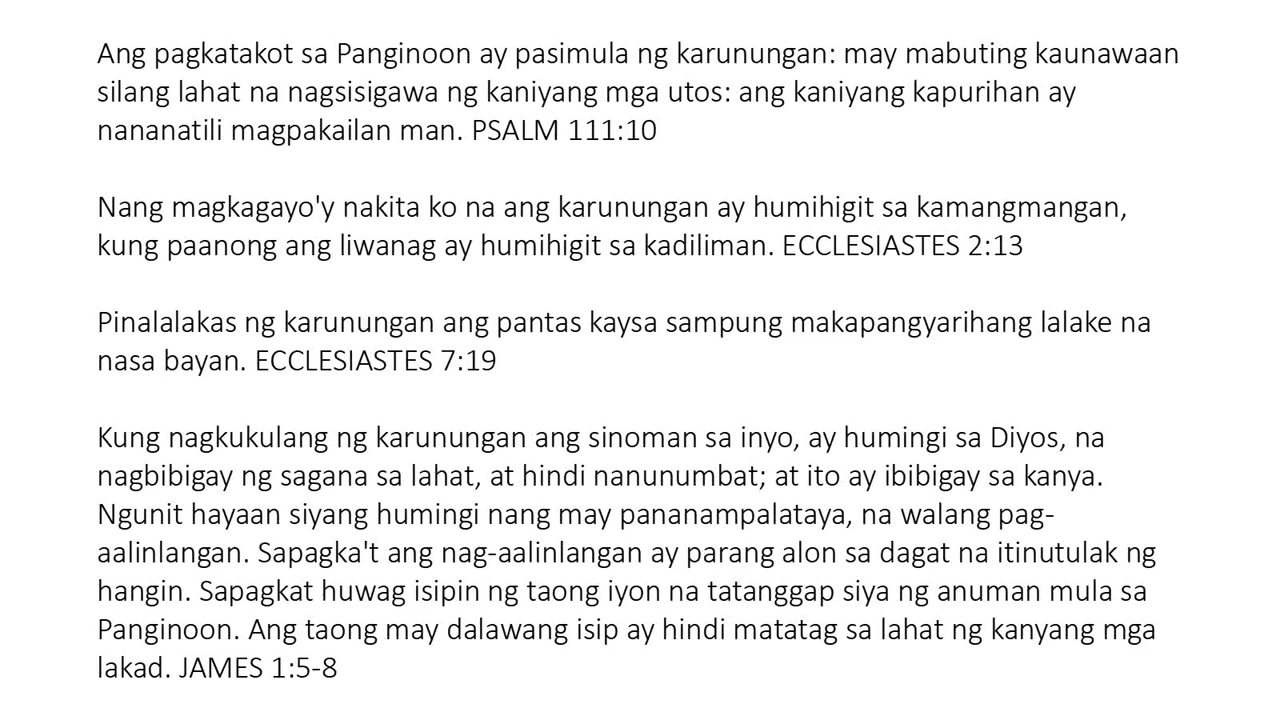 Ang pagkatakot sa Panginoon ay pasimula ng karunungan: may mabuting kaunawaan
silang lahat na nagsisigawa ng kaniyang mga utos: ang kaniyang kapurihan ay
nananatili magpakailan man. PSALM 111:10
Nang magkagayo'y nakita ko na ang karunungan ay humihigit sa kamangmangan,
kung paanong ang liwanag ay humihigit sa kadiliman. ECCLESIASTES 2:13
Pinalalakas ng karunungan ang pantas kaysa sampung makapangyarihang lalake na
nasa bayan. ECCLESIASTES 7:19
Kung nagkukulang ng karunungan ang sinoman sa inyo, ay humingi sa Diyos, na
nagbibigay ng sagana sa lahat, at hindi nanunumbat; at ito ay ibibigay sa kanya.
Ngunit hayaan siyang humingi nang may pananampalataya, na walang pag-
aalinlangan. Sapagka't ang nag-aalinlangan ay parang alon sa dagat na itinutulak ng
hangin. Sapagkat huwag isipin ng taong iyon na tatanggap siya ng anuman mula sa
Panginoon. Ang taong may dalawang isip ay hindi matatag sa lahat ng kanyang mga
lakad. JAMES 1:5-8